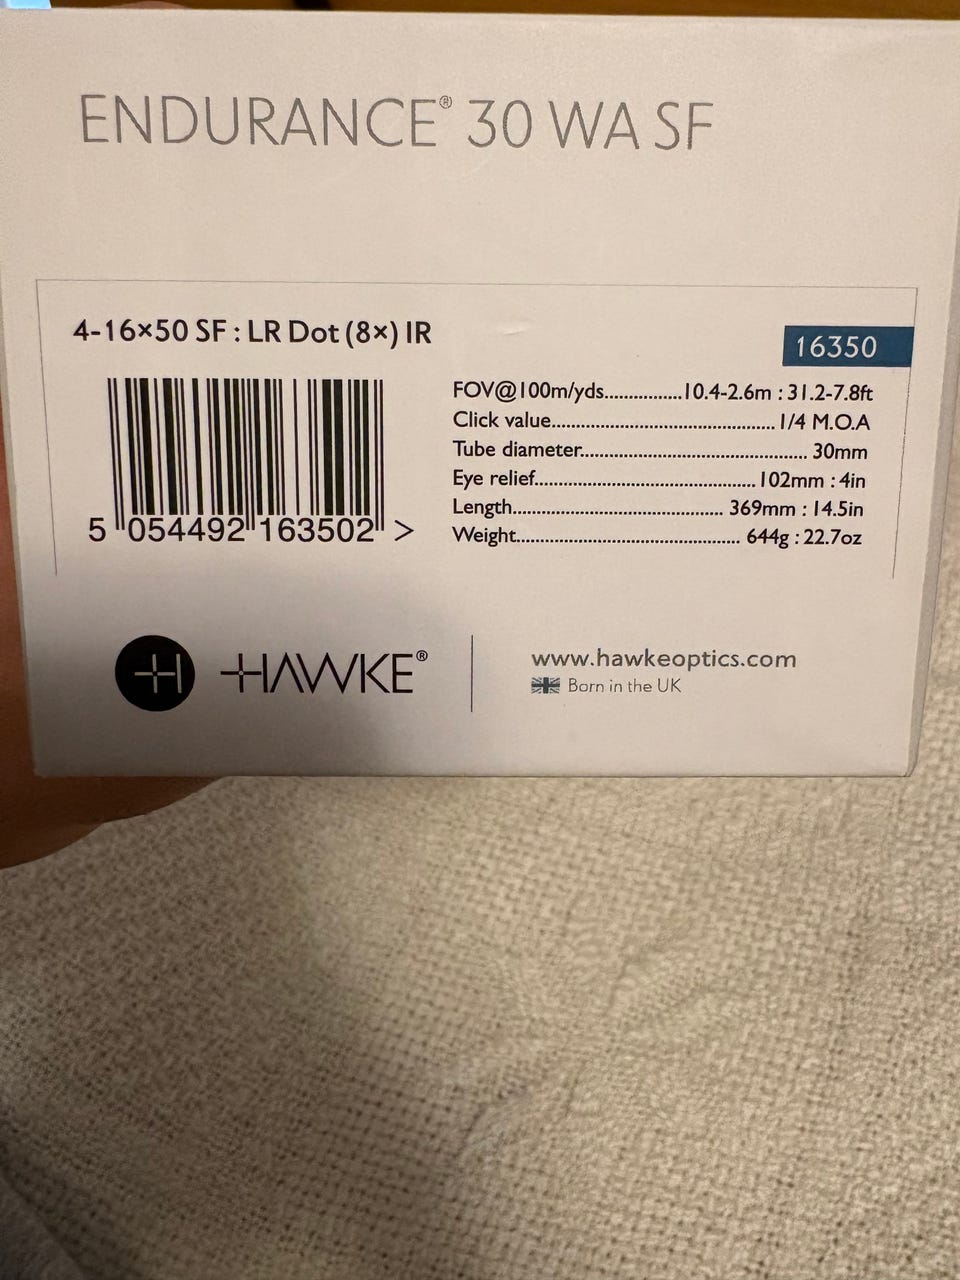 ENDURANCE® 30 WA SF
4-16×50 SF : LR Dot (8×) IR
16350
FOV@100m/yds................10.4-2.6m : 31.2-7.8ft
Click value.............................................. 1/4 M.O.A
Tube diameter............................................... 30mm
Eye relief.............................................. 102mm : 4in
Length........................................... 369mm : 14.5in
Weight.............................................. 644g : 22.7oz
5 054492 163502 >
H HAWKE®
www.hawkeoptics.com
Born in the UK